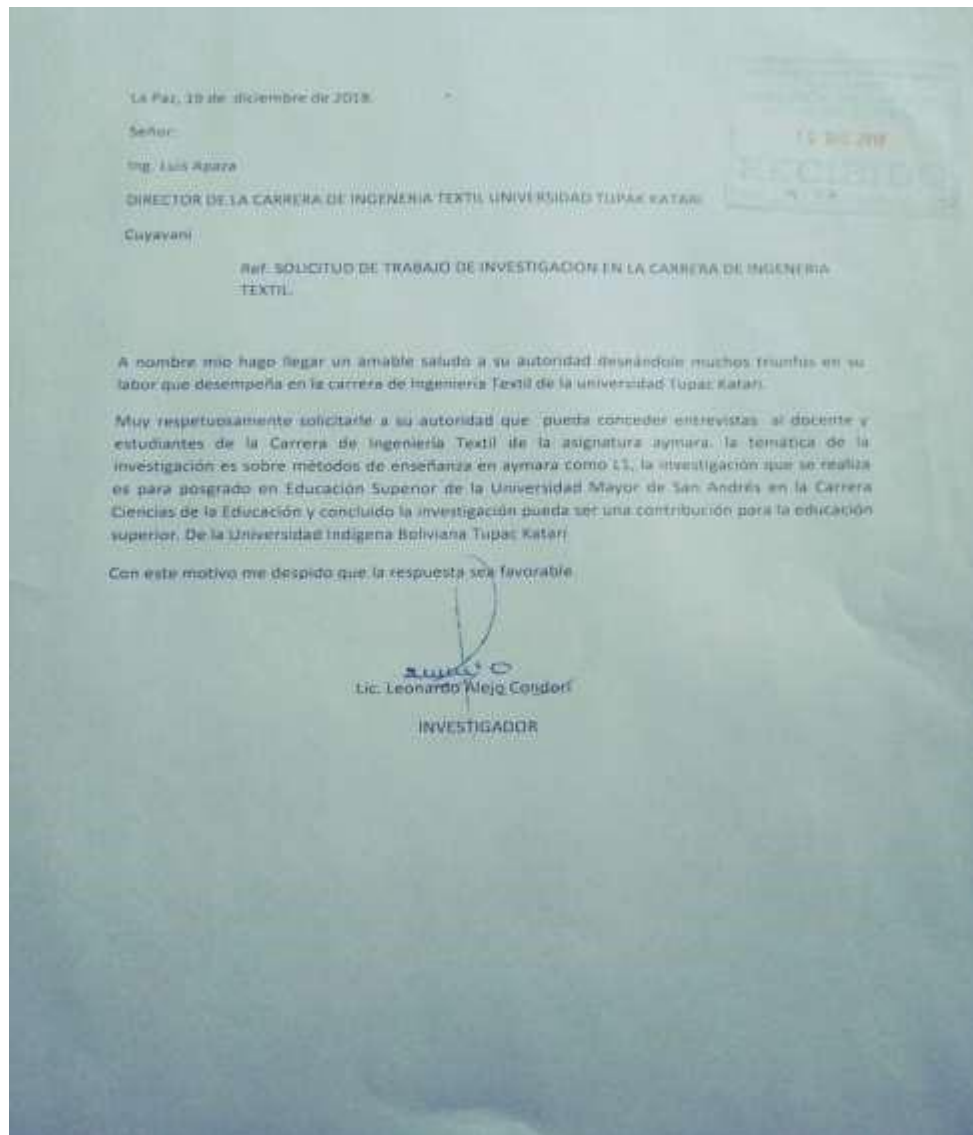 La Paz, 19 de diciembre de 2018.
Señor:
Ing. Luis Apaza
DIRECTOR DE LA CARRERA DE INGENERIA TEXTIL UNIVERSIDAD TUPAK KATARI
Cuyavani
Ref. SOLICITUD DE TRABAJO DE INVESTIGACION EN LA CARRERA DE INGENERIA
TEXTIL.
A nombre mio hago llegar un amable saludo a su autoridad deseándole muchos triunfos en su
labor que desempeña en la carrera de Ingeniería Textil de la universidad Tupac Katari.
Muy respetuosamente solicitarle a su autoridad que pueda conceder entrevistas al docente y
estudiantes de la Carrera de Ingeniería Textil de la asignatura aymara. la temática de la
investigación es sobre métodos de enseñanza en aymara como L1, la investigación que se realiza
es para posgrado en Educación Superior de la Universidad Mayor de San Andrés en la Carrera
Ciencias de la Educación y concluido la investigación pueda ser una contribución para la educación
superior. De la Universidad Indígena Boliviana Tupac Katari
Con este motivo me despido que la respuesta sea favorable
Lic. Leonardo Alejo Condori
INVESTIGADOR
RECIBIDO